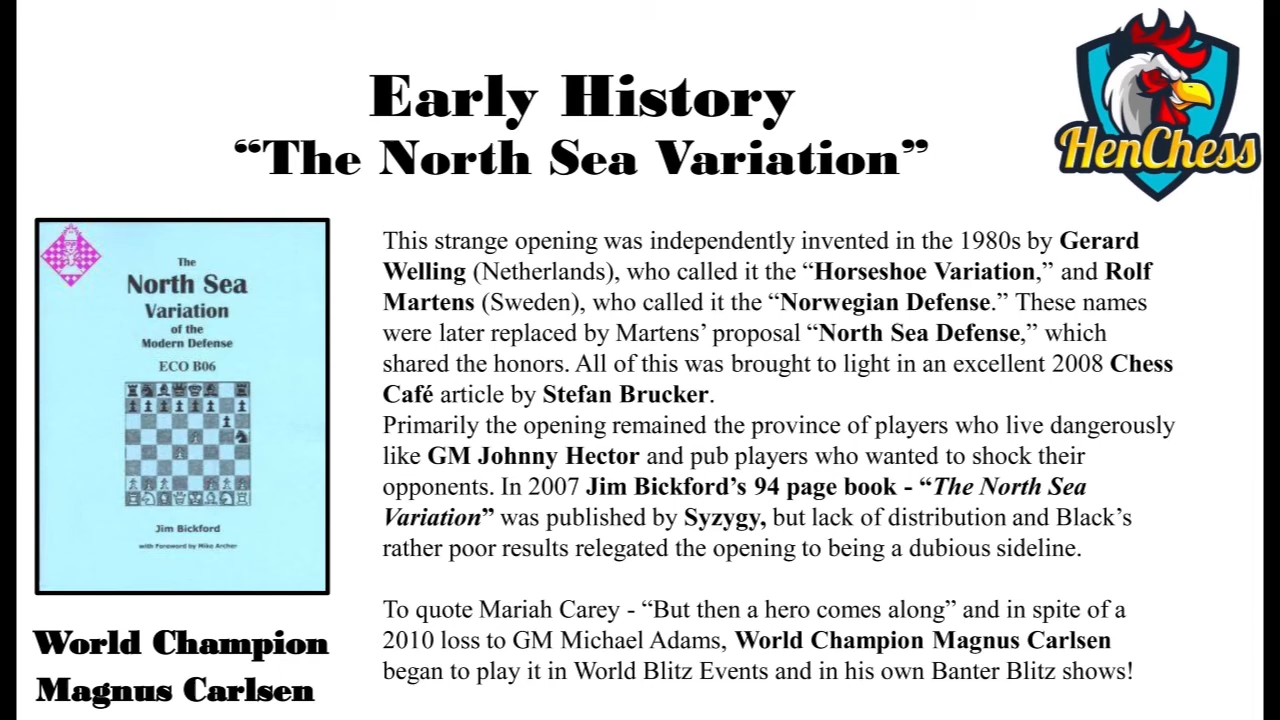 Early History
“The North Sea Variation”
HenChess
The
North Sea
Variation
of the
Modern Defense
ECO B06
Jim Bickford
with Foreword by Mike Archer
World Champion
Magnus Carlsen
This strange opening was independently invented in the 1980s by Gerard
Welling (Netherlands), who called it the “Horseshoe Variation,” and Rolf
Martens (Sweden), who called it the “Norwegian Defense.” These names
were later replaced by Martens’ proposal “North Sea Defense,” which
shared the honors. All of this was brought to light in an excellent 2008 Chess
Café article by Stefan Brucker.
Primarily the opening remained the province of players who live dangerously
like GM Johnny Hector and pub players who wanted to shock their
opponents. In 2007 Jim Bickford’s 94 page book - “The North Sea
Variation” was published by Syzygy, but lack of distribution and Black’s
rather poor results relegated the opening to being a dubious sideline.
To quote Mariah Carey - “But then a hero comes along” and in spite of a
2010 loss to GM Michael Adams, World Champion Magnus Carlsen
began to play it in World Blitz Events and in his own Banter Blitz shows!